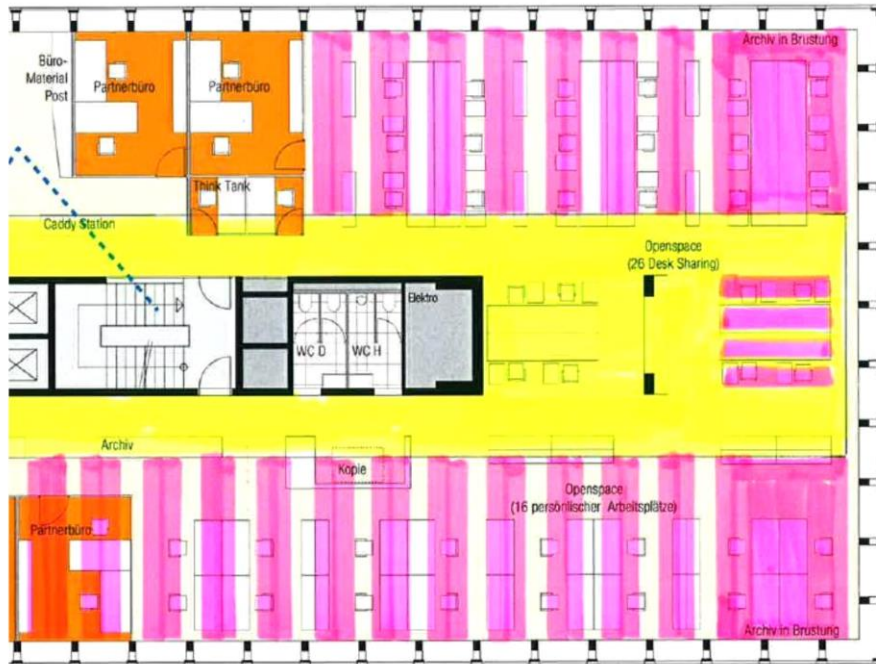 Büro-
Material
Post
Partnerbüro
Partnerbüro
Archiv in Brustung
Think Tank
Caddy Station
Openspace
(26 Desk Sharing)
Elektro
WC D
WC H
Archiv
Kopie
Openspace
(16 persönlischer Arbeitsplätze)
Partnerbüro
Archiv in Brustung